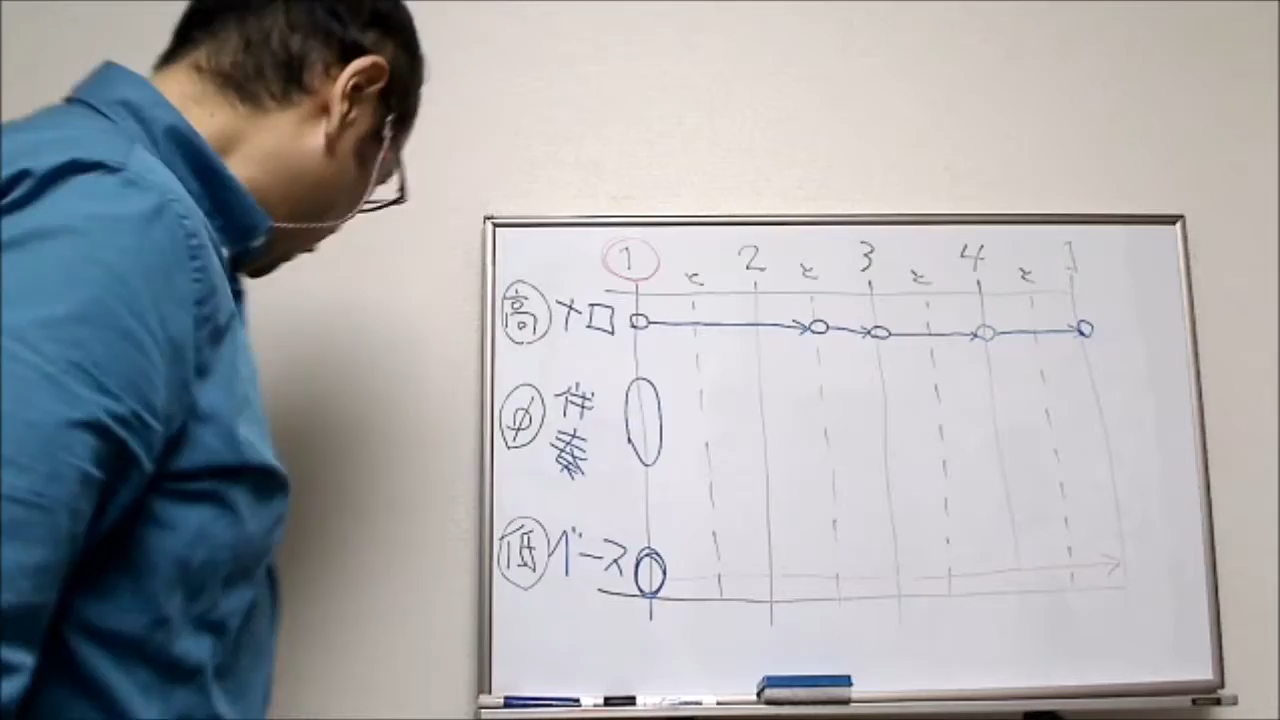 1 と 2 と 3 と 4 と 1
高 メロ
中 伴奏
低 ベース